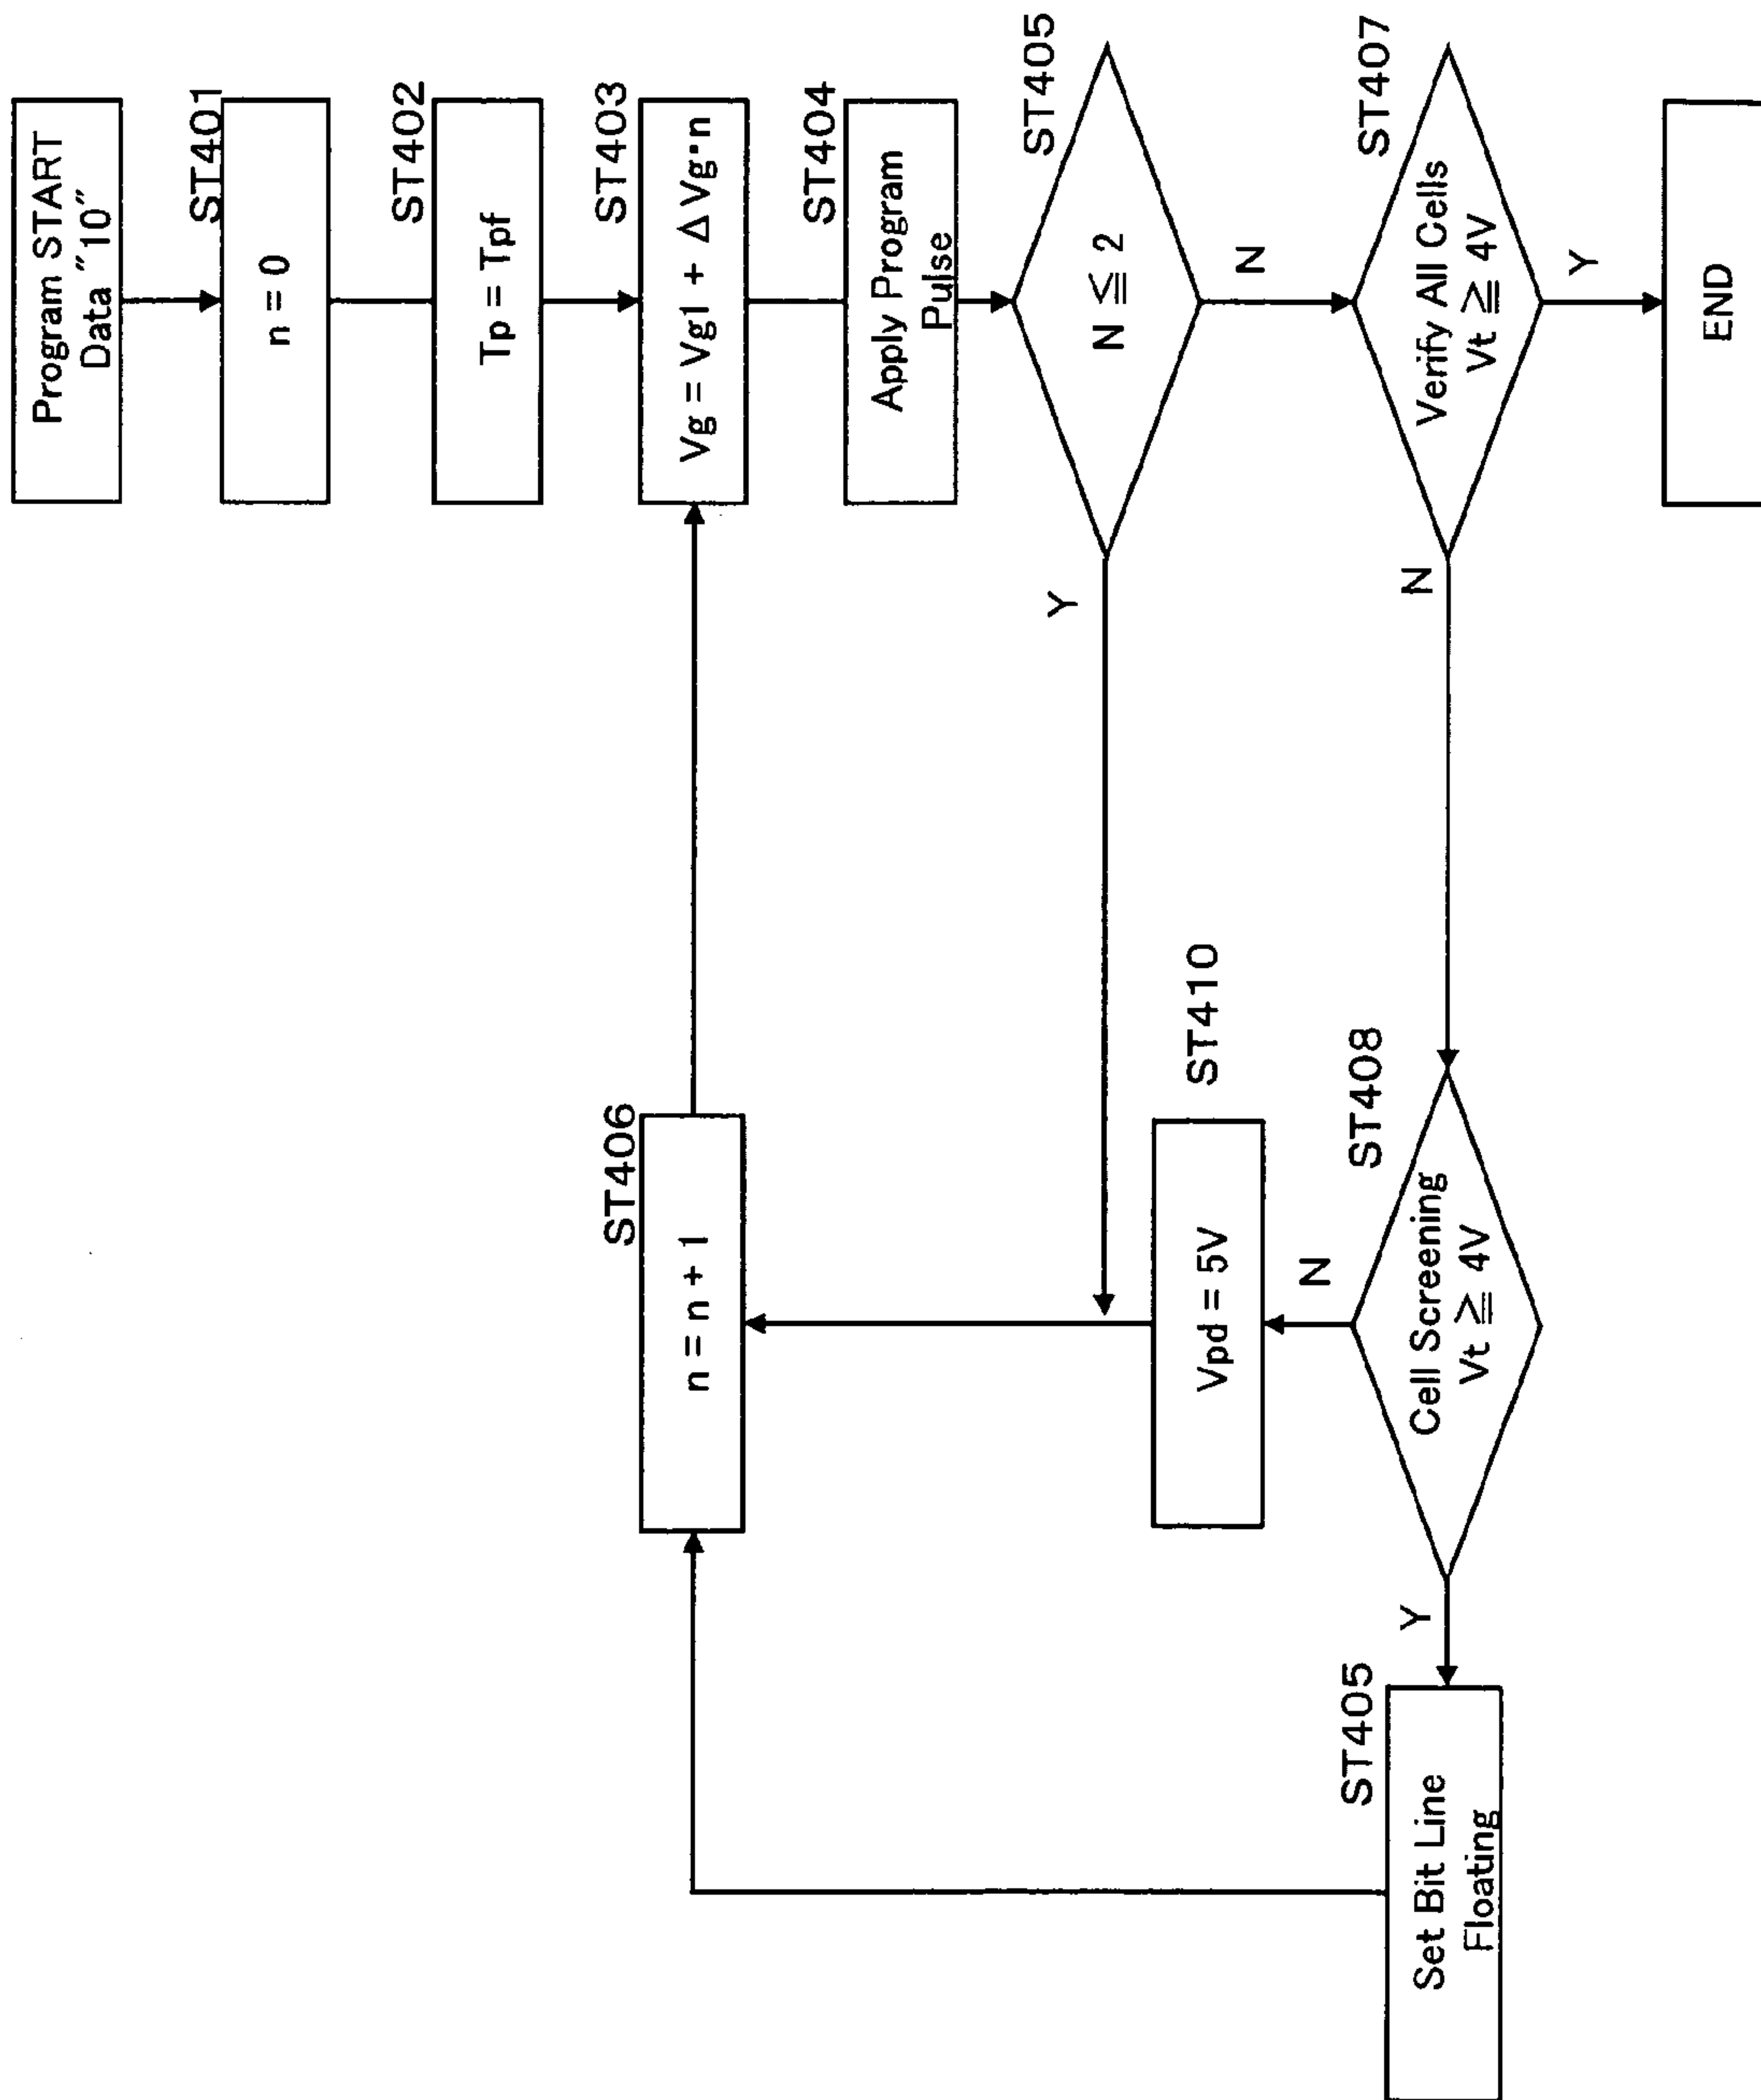 Program START
Data "10"
ST401
n = 0
ST402
Tp = Tpf
ST403
Vg = Vg1 + Δ Vg·n
ST404
Apply Program
Pulse
ST405
N ≦ 2
Y
N
ST406
n = n + 1
ST407
Verify All Cells
Vt ≧ 4V
N
Y
END
ST410
Vpd = 5V
ST408
Cell Screening
Vt ≧ 4V
N
Y
ST405
Set Bit Line
Floating